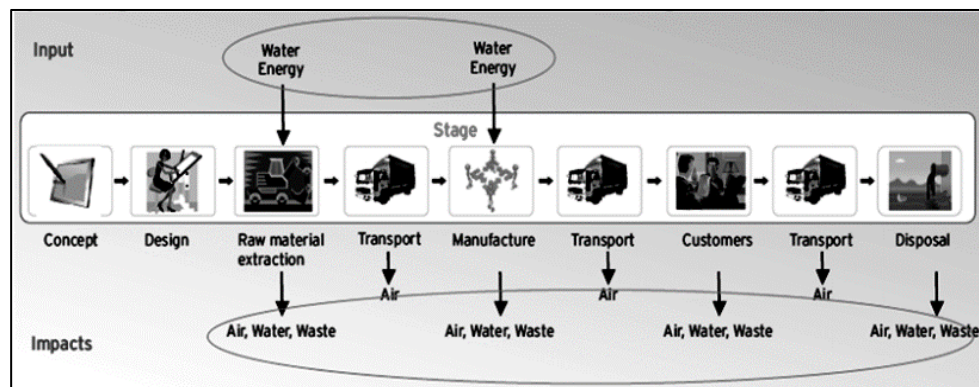 Input
Water
Energy
Water
Energy
Stage
Concept
Design
Raw material
extraction
Transport
Manufacture
Transport
Customers
Transport
Disposal
Air
Air
Air
Air, Water, Waste
Air, Water, Waste
Air, Water, Waste
Air, Water, Waste
Impacts